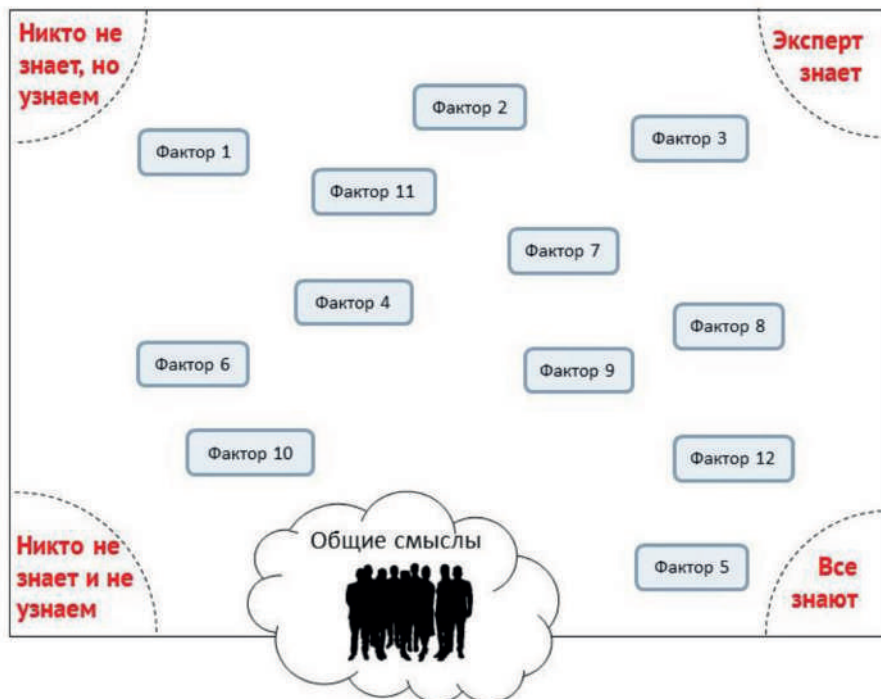 Никто не
знает, но
узнаем
Эксперт
знает
Фактор 2
Фактор 3
Фактор 1
Фактор 11
Фактор 7
Фактор 4
Фактор 8
Фактор 6
Фактор 9
Фактор 10
Фактор 12
Никто не
знает и не
узнаем
Общие смыслы
Фактор 5
Все
знают